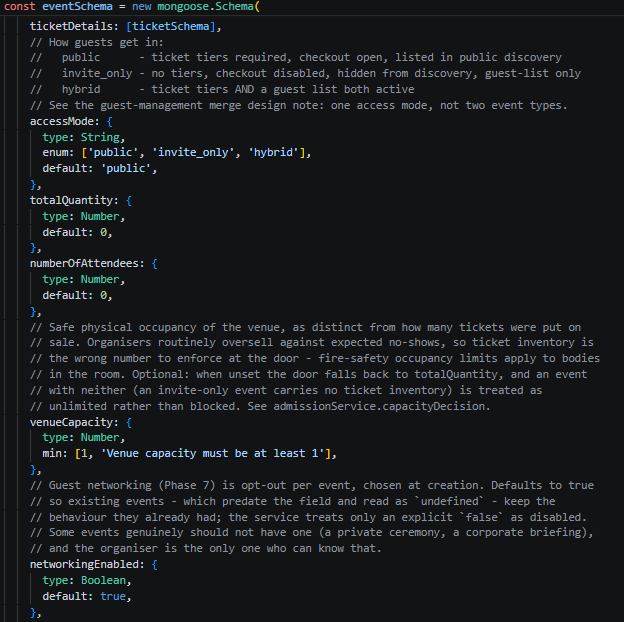 const eventSchema = new mongoose.Schema(
ticketDetails: [ticketSchema],
// How guests get in:
//   public      - ticket tiers required, checkout open, listed in public discovery
//   invite_only - no tiers, checkout disabled, hidden from discovery, guest-list only
//   hybrid      - ticket tiers AND a guest list both active
// See the guest-management merge design note: one access mode, not two event types.
accessMode: {
type: String,
enum: ['public', 'invite_only', 'hybrid'],
default: 'public',
},
totalQuantity: {
type: Number,
default: 0,
},
numberOfAttendees: {
type: Number,
default: 0,
},
// Safe physical occupancy of the venue, as distinct from how many tickets were put on
// sale. Organisers routinely oversell against expected no-shows, so ticket inventory is
// the wrong number to enforce at the door - fire-safety occupancy limits apply to bodies
// in the room. Optional: when unset the door falls back to totalQuantity, and an event
// with neither (an invite-only event carries no ticket inventory) is treated as
// unlimited rather than blocked. See admissionService.capacityDecision.
venueCapacity: {
type: Number,
min: [1, 'Venue capacity must be at least 1'],
},
// Guest networking (Phase 7) is opt-out per event, chosen at creation. Defaults to true
// so existing events - which predate the field and read as `undefined` - keep the
// behaviour they already had; the service treats only an explicit `false` as disabled.
// Some events genuinely should not have one (a private ceremony, a corporate briefing),
// and the organiser is the only one who can know that.
networkingEnabled: {
type: Boolean,
default: true,
},